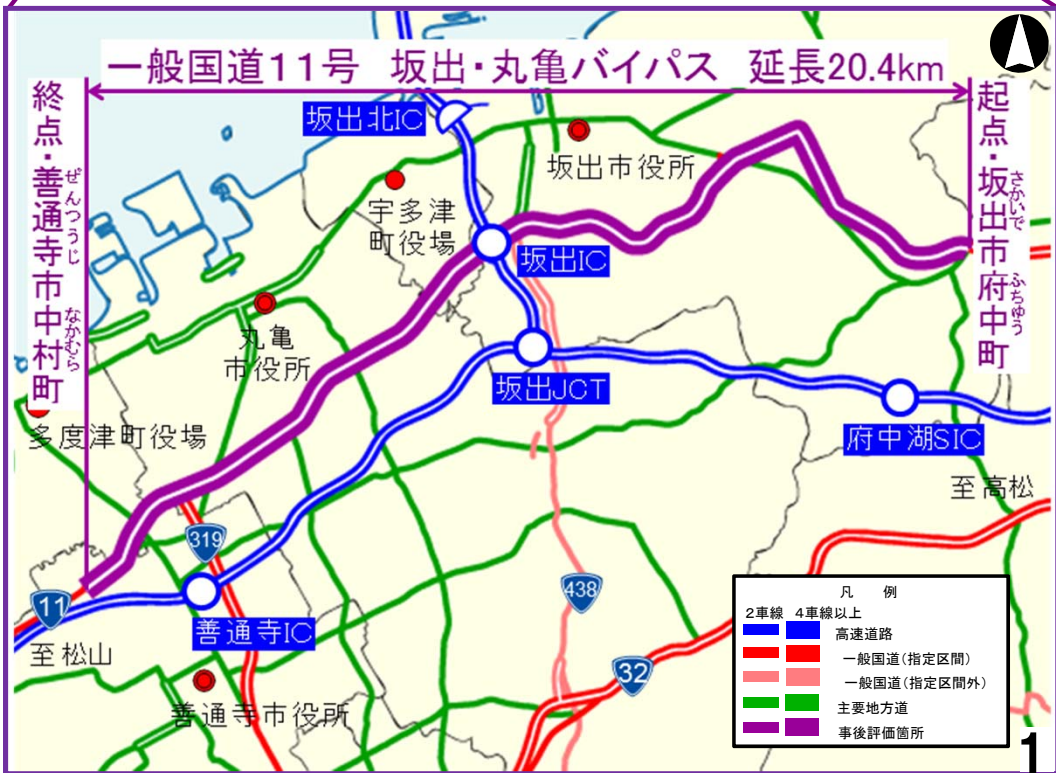 一般国道11号 坂出・丸亀バイパス 延長20.4km
終点・善通寺市中村町
ぜんつうじ
なかむら
起点・坂出市府中町
さかいで
ふちゅう
坂出北IC
坂出市役所
宇多津
町役場
坂出IC
丸亀
市役所
坂出JCT
多度津町役場
府中湖SIC
至高松
319
438
11
善通寺IC
至松山
32
善通寺市役所
凡 例
2車線 4車線以上
高速道路
一般国道(指定区間)
一般国道(指定区間外)
主要地方道
事後評価箇所
1